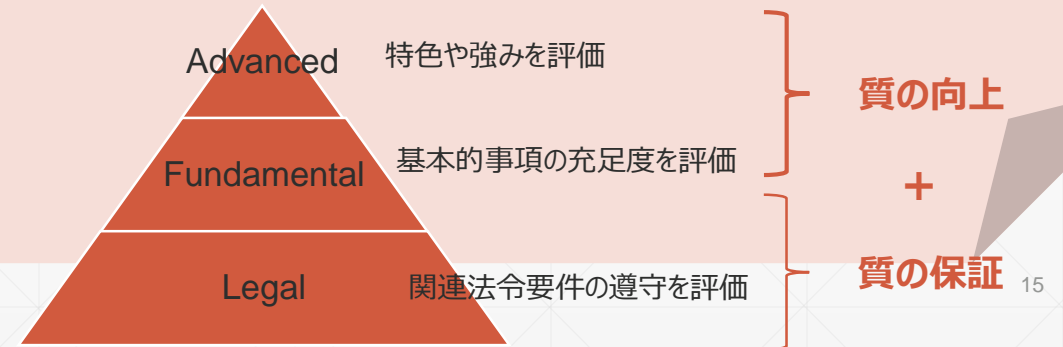 Advanced
特色や強みを評価
質の向上
Fundamental
基本的事項の充足度を評価
+
Legal
関連法令要件の遵守を評価
質の保証
15